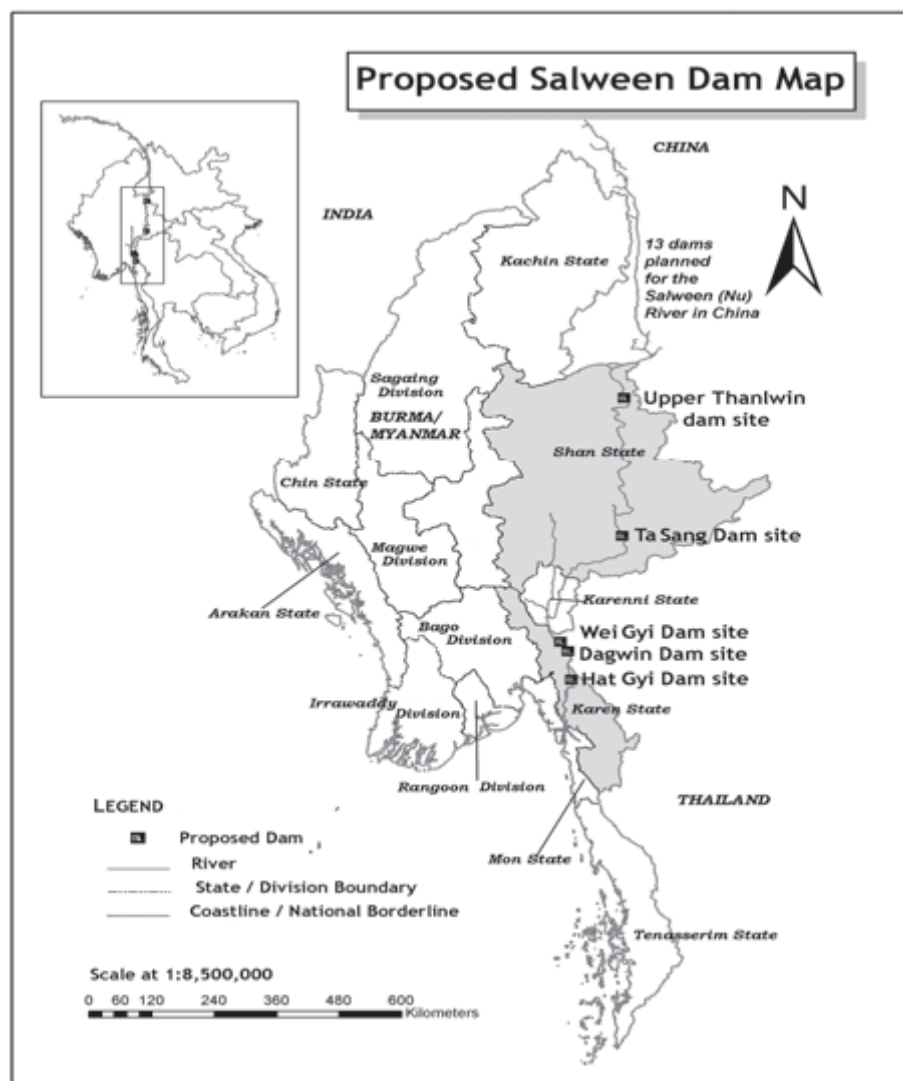 Proposed Salween Dam Map
CHINA
N
INDIA
13 dams
planned
for the
Salween (Nu)
River in China
Kachin State
Sagaing
Division
BURMA/
MYANMAR
Upper Thanlwin
dam site
Shan State
Chin State
Ta Sang Dam site
Magwe
Division
Arakan State
Karenni State
Bago
Division
Wei Gyi Dam site
Dagwin Dam site
Hat Gyi Dam site
Irrawaddy
Division
Karen State
Rangoon Division
THAILAND
LEGEND
Proposed Dam
River
State / Division Boundary
Coastline / National Borderline
Mon State
Tenasserim State
Scale at 1:8,500,000
0 60 120 240 360 480 600
Kilometers